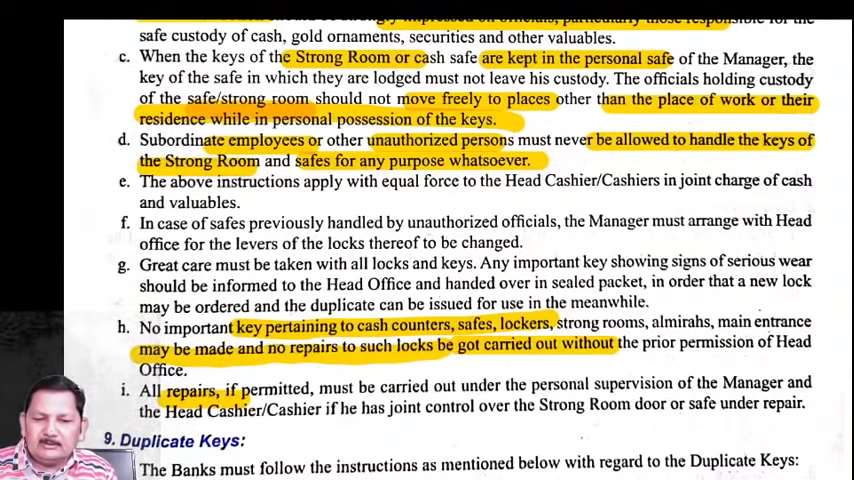 strongly impressed on officials, particularly those responsible for the
safe custody of cash, gold ornaments, securities and other valuables.
c. When the keys of the Strong Room or cash safe are kept in the personal safe of the Manager, the
key of the safe in which they are lodged must not leave his custody. The officials holding custody
of the safe/strong room should not move freely to places other than the place of work or their
residence while in personal possession of the keys.
d. Subordinate employees or other unauthorized persons must never be allowed to handle the keys of
the Strong Room and safes for any purpose whatsoever.
e. The above instructions apply with equal force to the Head Cashier/Cashiers in joint charge of cash
and valuables.
f. In case of safes previously handled by unauthorized officials, the Manager must arrange with Head
office for the levers of the locks thereof to be changed.
g. Great care must be taken with all locks and keys. Any important key showing signs of serious wear
should be informed to the Head Office and handed over in sealed packet, in order that a new lock
may be ordered and the duplicate can be issued for use in the meanwhile.
h. No important key pertaining to cash counters, safes, lockers, strong rooms, almirahs, main entrance
may be made and no repairs to such locks be got carried out without the prior permission of Head
Office.
i. All repairs, if permitted, must be carried out under the personal supervision of the Manager and
the Head Cashier/Cashier if he has joint control over the Strong Room door or safe under repair.
9. Duplicate Keys:
The Banks must follow the instructions as mentioned below with regard to the Duplicate Keys: